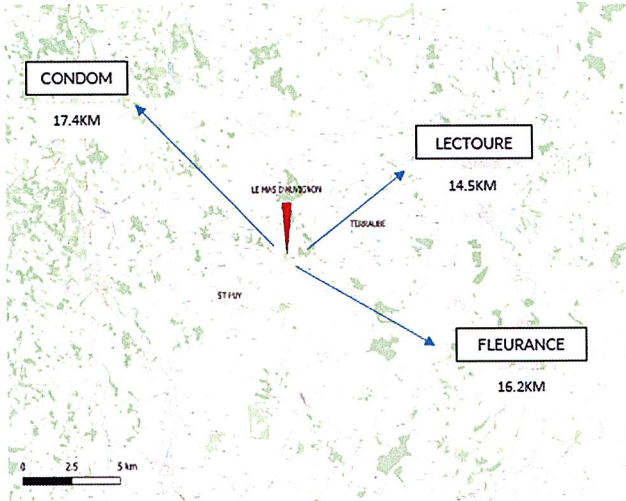 CONDOM
17.4KM
LECTOURE
14.5KM
LE MAS D'AUVIGNON
TERRAUBE
ST PUY
FLEURANCE
16.2KM
0 2.5 5 km